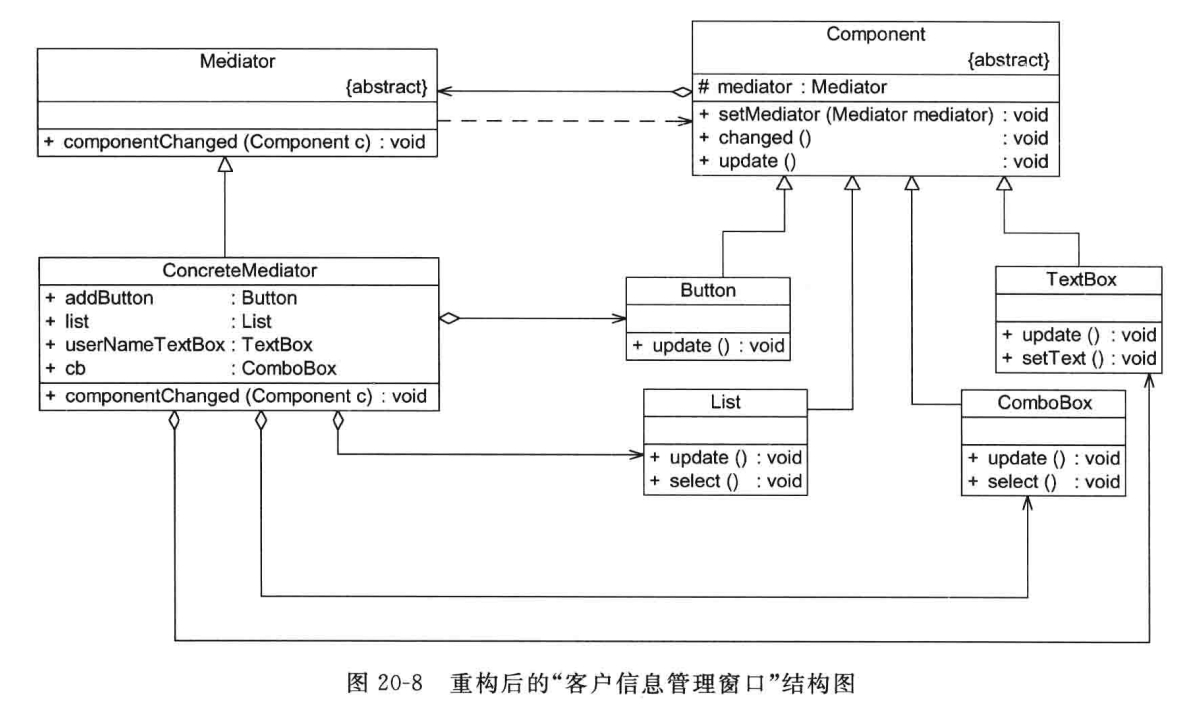 Mediator
{abstract}
+ componentChanged (Component c) : void
Component
{abstract}
# mediator : Mediator
+ setMediator (Mediator mediator) : void
+ changed () : void
+ update () : void
ConcreteMediator
+ addButton : Button
+ list : List
+ userNameTextBox : TextBox
+ cb : ComboBox
+ componentChanged (Component c) : void
Button
+ update () : void
TextBox
+ update () : void
+ setText () : void
List
+ update () : void
+ select () : void
ComboBox
+ update () : void
+ select () : void
图 20-8 重构后的“客户信息管理窗口”结构图